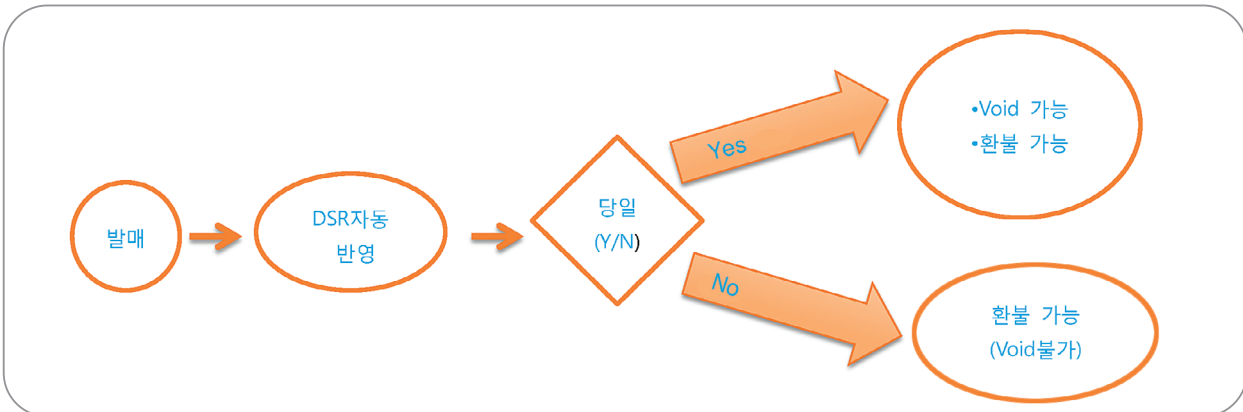 발매
DSR자동
반영
당일
(Y/N)
Yes
•Void 가능
•환불 가능
No
환불 가능
(Void불가)